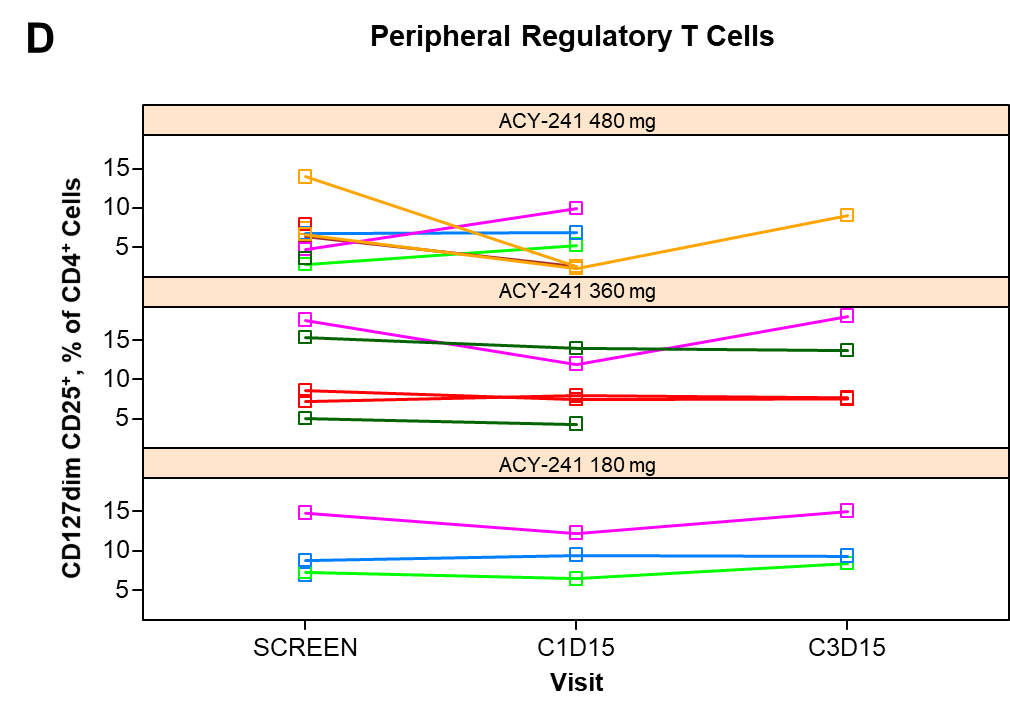 D
Peripheral Regulatory T Cells
CD127dim CD25⁺, % of CD4⁺ Cells
ACY-241 480 mg
15
10
5
ACY-241 360 mg
15
10
5
ACY-241 180 mg
15
10
5
SCREEN C1D15 C3D15
Visit